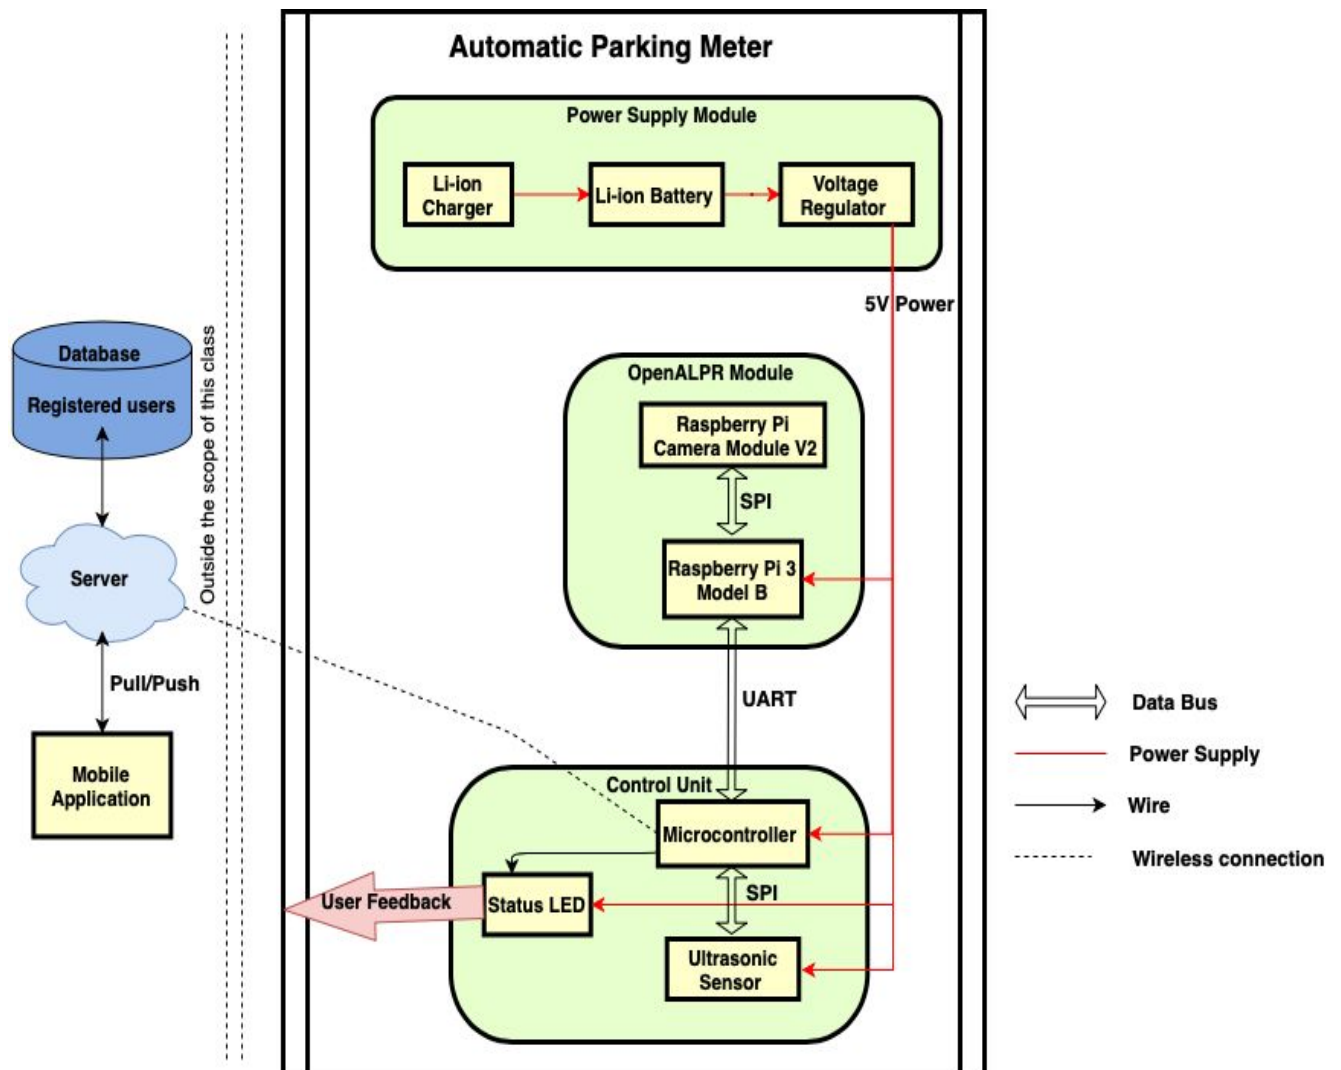 Automatic Parking Meter
Power Supply Module
Li-ion
Charger
Li-ion Battery
Voltage
Regulator
5V Power
Database
Registered users
Outside the scope of this class
OpenALPR Module
Raspberry Pi
Camera Module V2
SPI
Raspberry Pi 3
Model B
Server
Pull/Push
UART
Mobile
Application
Control Unit
Microcontroller
SPI
User Feedback
Status LED
Ultrasonic
Sensor
Data Bus
Power Supply
Wire
Wireless connection